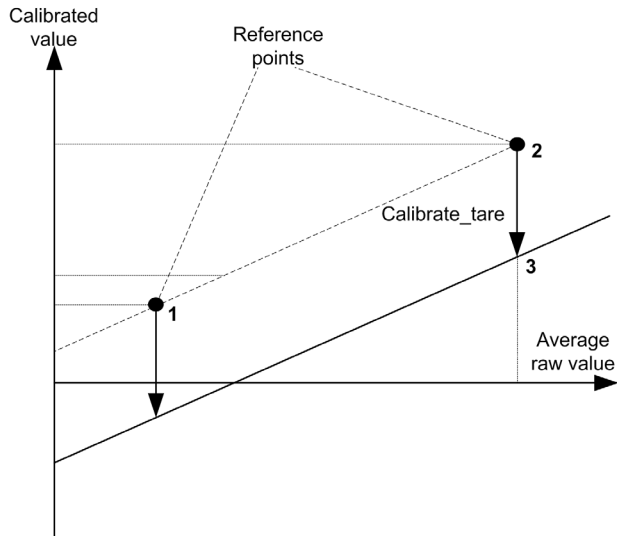 Calibrated
value
Reference
points
2
Calibrate_tare
3
1
Average
raw value